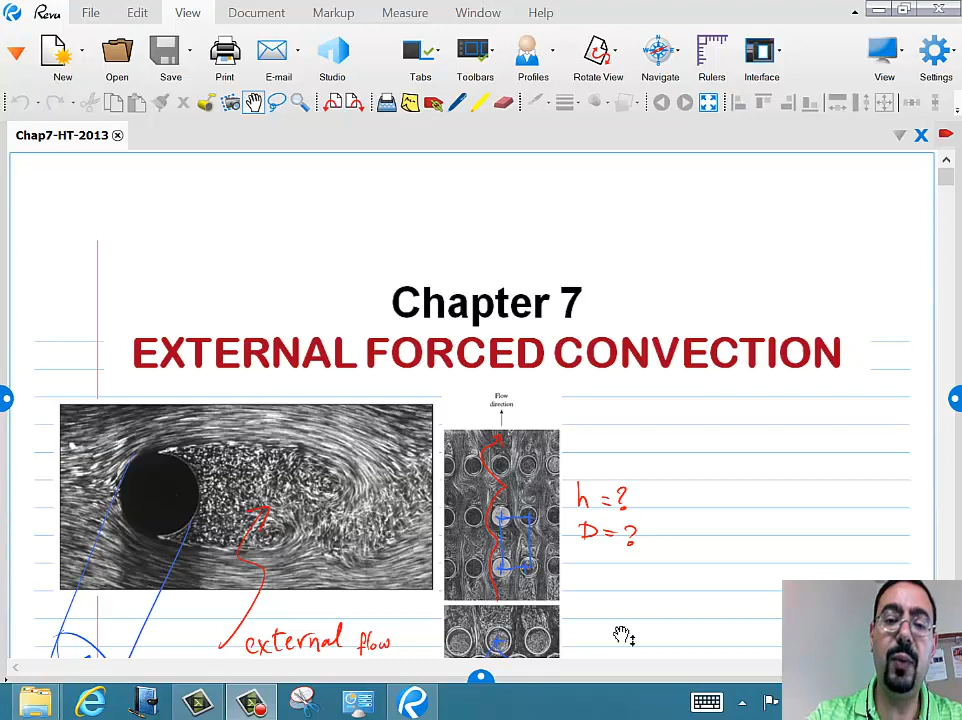 Revu File Edit View Document Markup Measure Window Help
New Open Save Print E-mail Studio Tabs Toolbars Profiles Rotate View Navigate Rulers Interface View Settings
Chap7-HT-2013
Chapter 7
EXTERNAL FORCED CONVECTION
Flow
direction
h = ?
D = ?
external flow